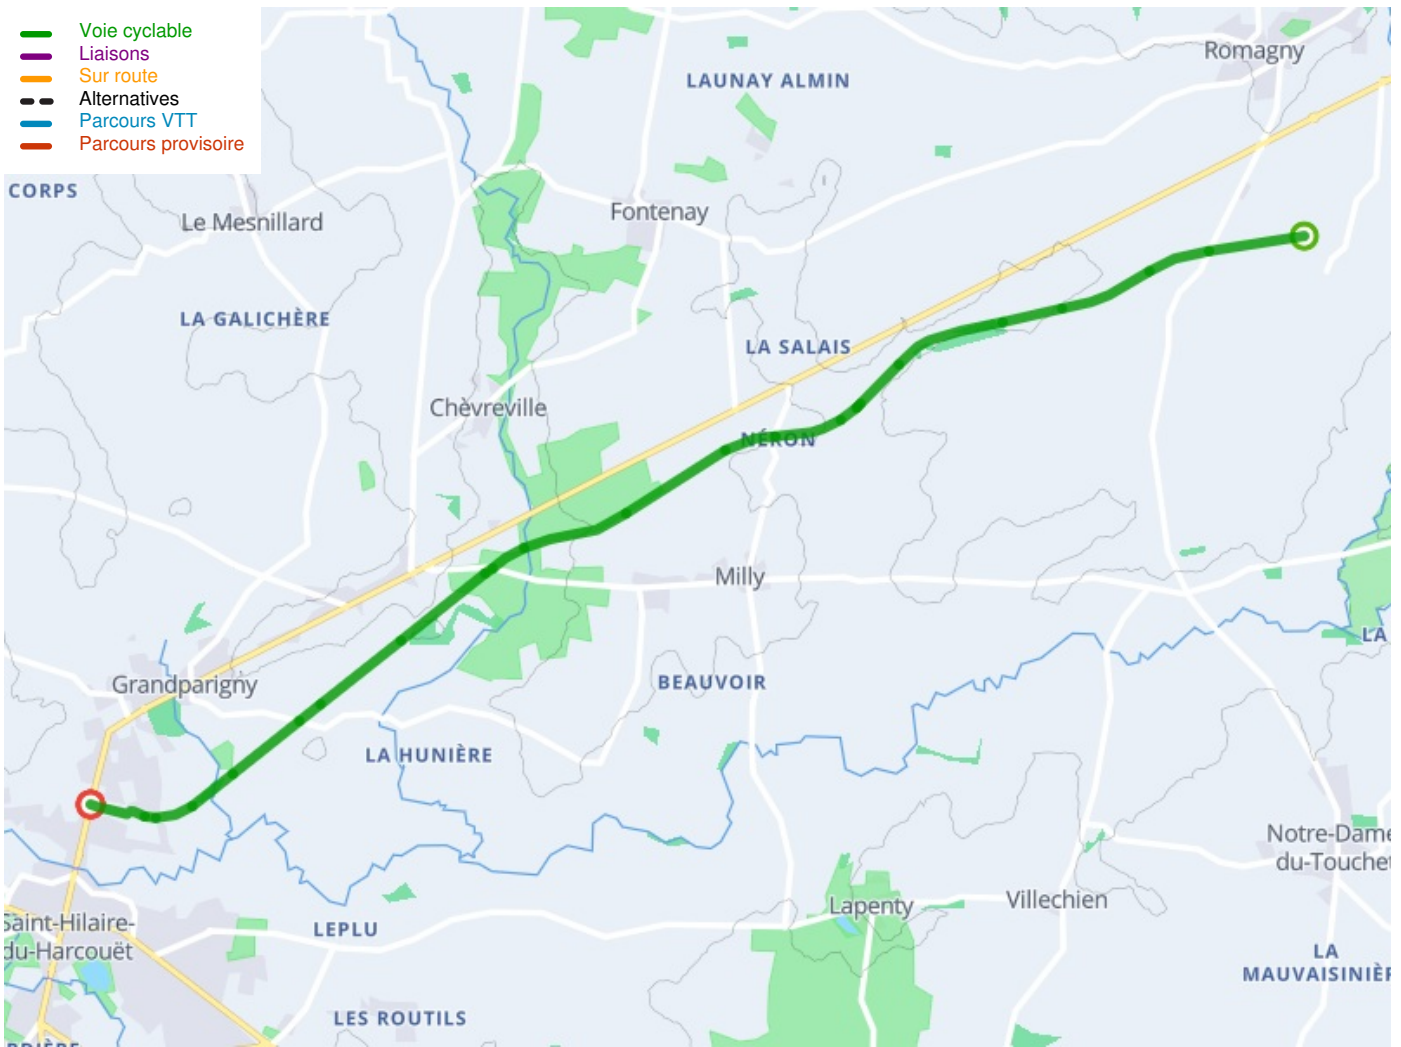 Voie cyclable
Liaisons
Sur route
Alternatives
Parcours VTT
Parcours provisoire
Romagny
LAUNAY ALMIN
CORPS
Le Mesnillard
Fontenay
LA GALICHÈRE
LA SALAIS
Chèvreville
NÉRON
Milly
LA
Grandparigny
BEAUVOIR
LA HUNIÈRE
Notre-Dame
du-Touchet
Villechien
Lapenty
Saint-Hilaire-
du-Harcouët
LEPLU
LA
MAUVAISINIÈR
LES ROUTILS